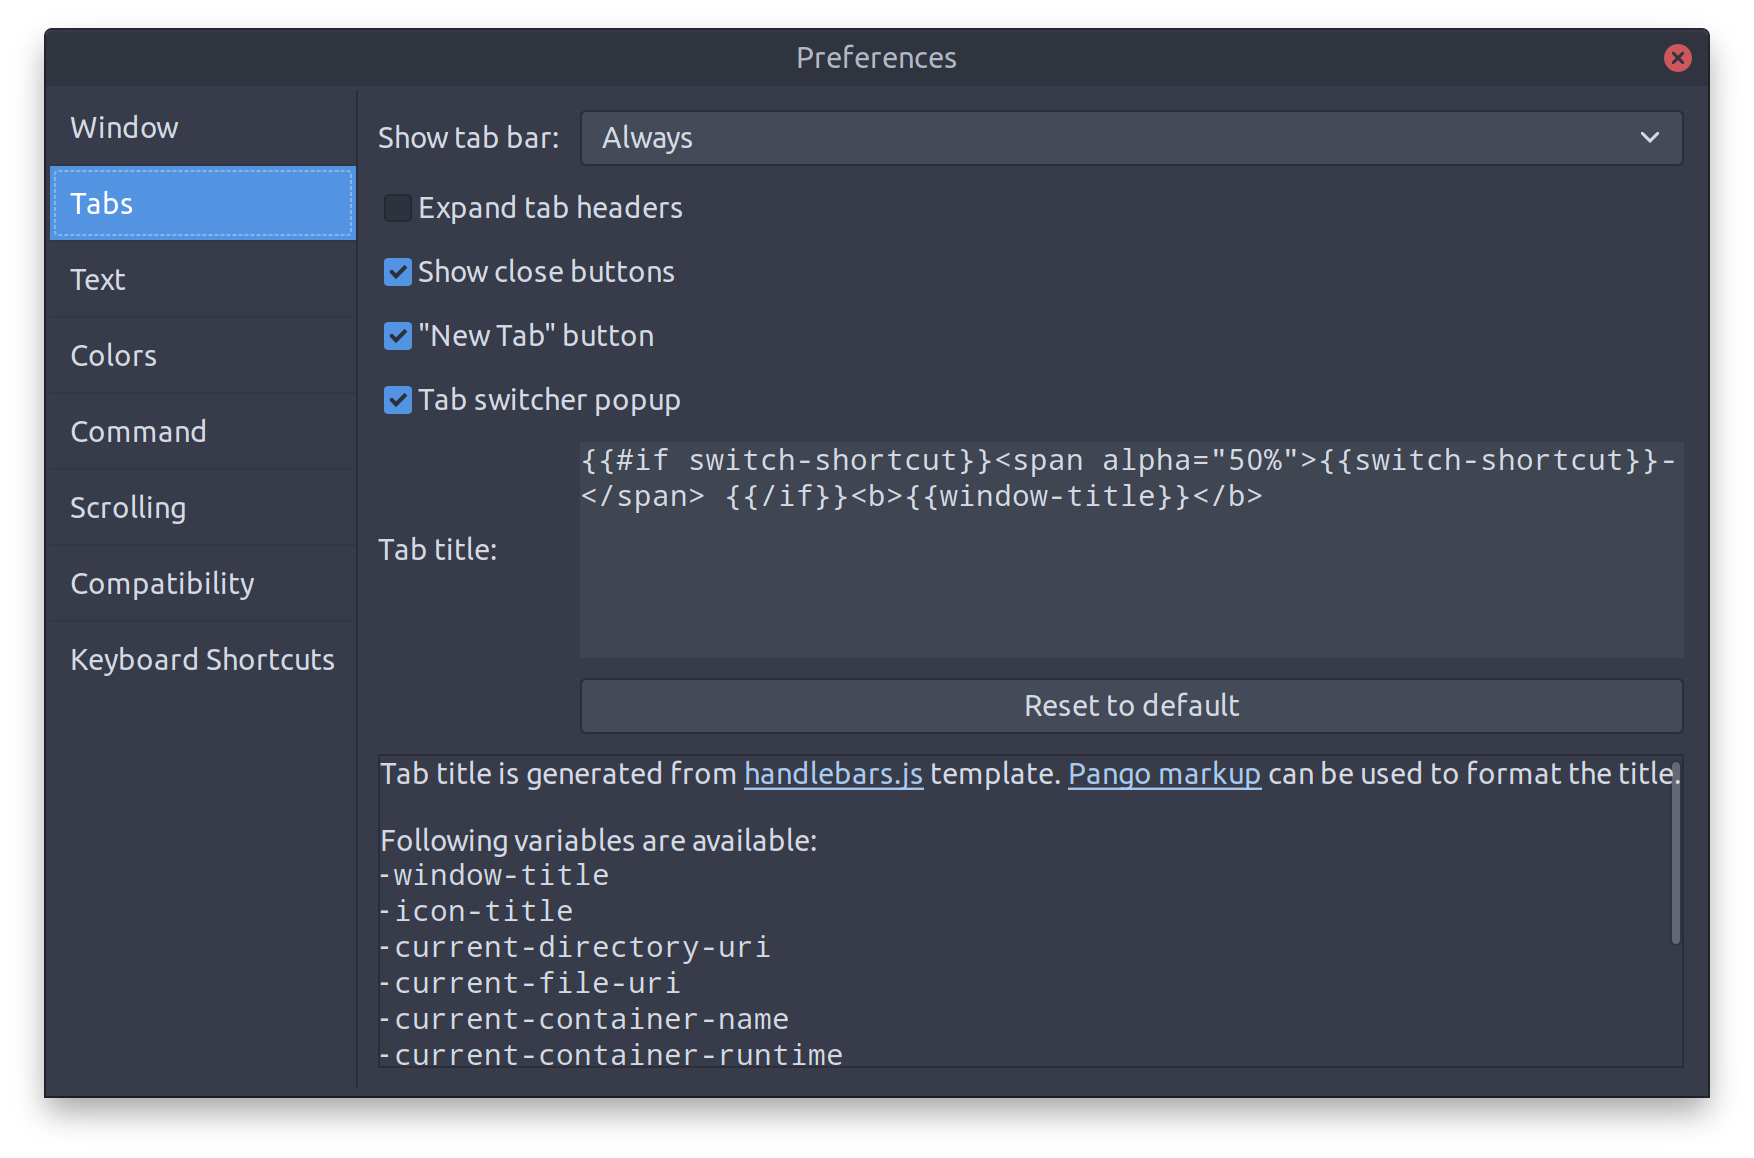 Preferences
Window
Tabs
Text
Colors
Command
Scrolling
Compatibility
Keyboard Shortcuts
Show tab bar: Always
Expand tab headers
Show close buttons
"New Tab" button
Tab switcher popup
Tab title:
{{#if switch-shortcut}}<span alpha="50%">{{switch-shortcut}}-
</span> {{/if}}<b>{{window-title}}</b>
Reset to default
Tab title is generated from handlebars.js template. Pango markup can be used to format the title.
Following variables are available:
-window-title
-icon-title
-current-directory-uri
-current-file-uri
-current-container-name
-current-container-runtime